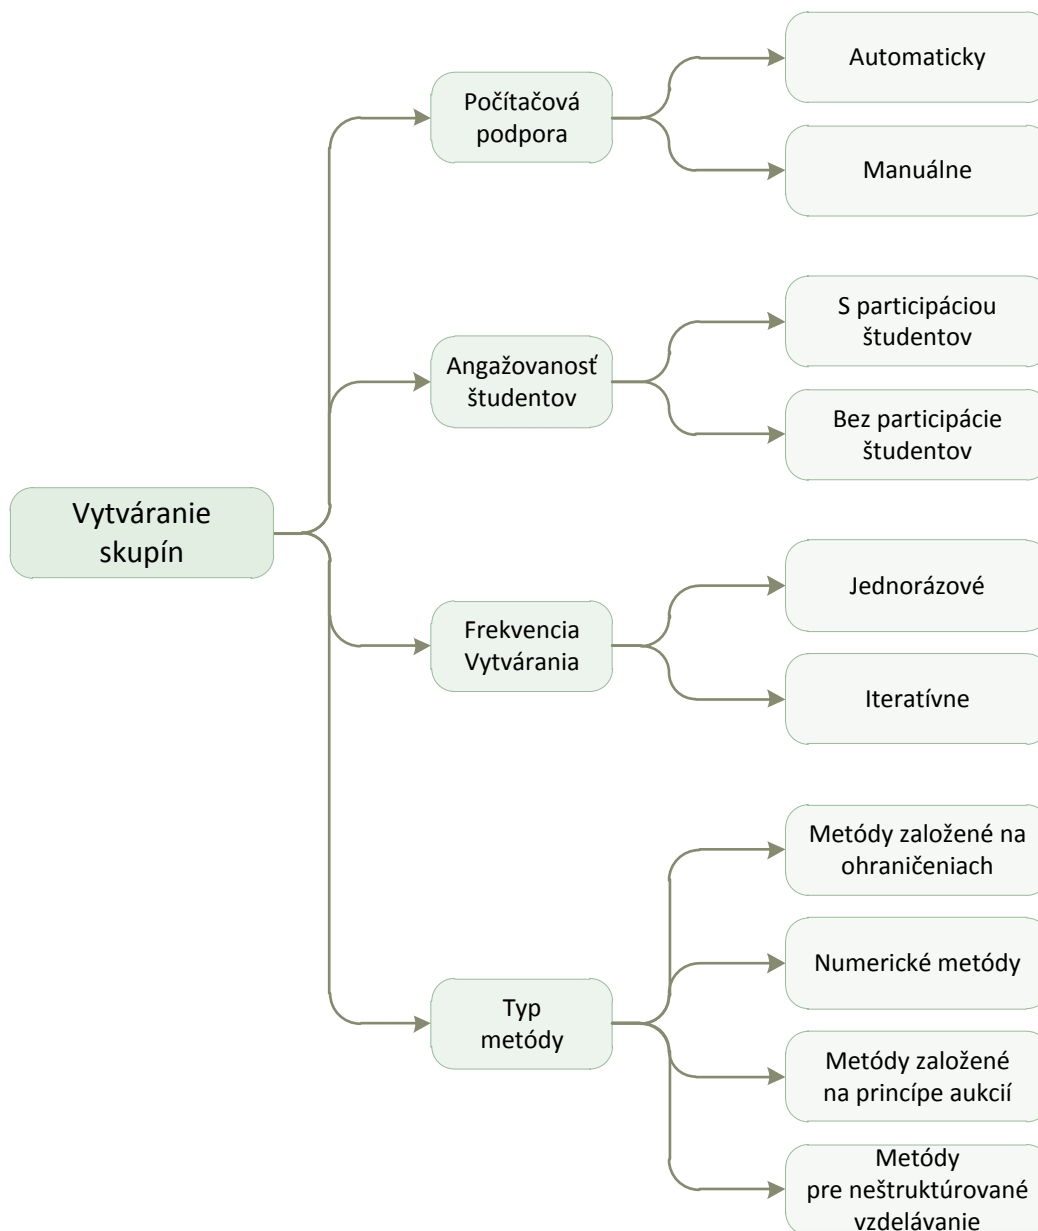 Vytváranie
skupín
Počítačová
podpora
Automaticky
Manuálne
Angažovanosť
študentov
S participáciou
študentov
Bez participácie
študentov
Frekvencia
Vytvárania
Jednorázové
Iteratívne
Typ
metódy
Metódy založené na
ohraničeniach
Numerické metódy
Metódy založené
na princípe aukcií
Metódy
pre neštruktúrované
vzdelávanie